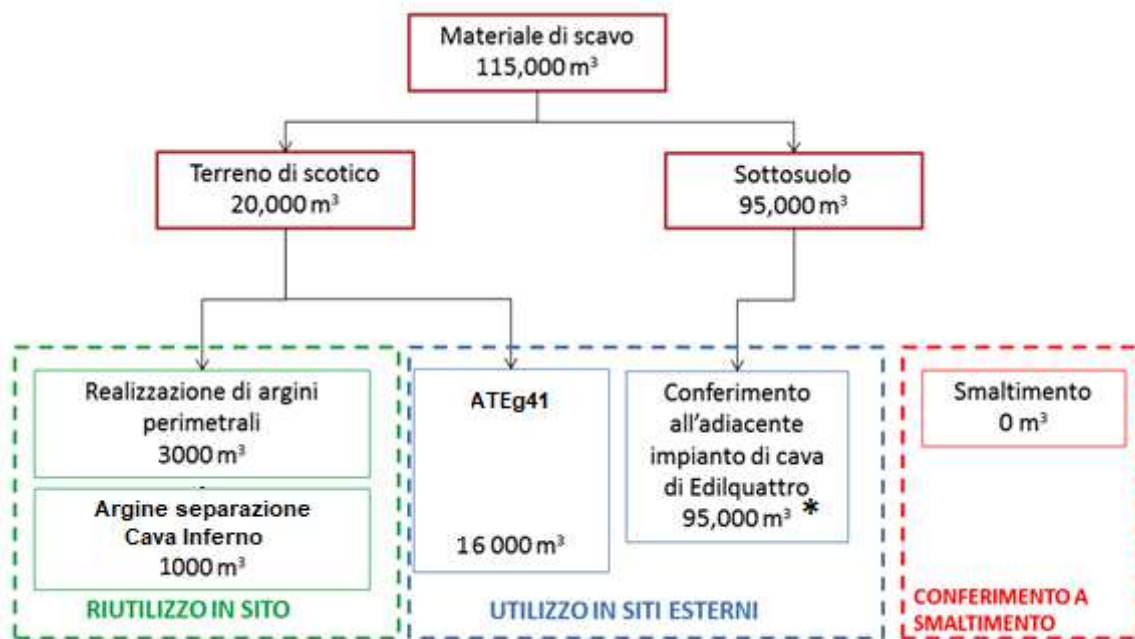 Materiale di scavo
115,000 m³
Terreno di scotico
20,000 m³
Sottosuolo
95,000 m³
Realizzazione di argini
perimetrali
3000 m³
Argine separazione
Cava Inferno
1000 m³
RIUTILIZZO IN SITO
ATEg41
16 000 m³
Conferimento
all'adiacente
impianto di cava
di Edilquattro
95,000 m³ *
UTILIZZO IN SITI ESTERNI
Smaltimento
0 m³
CONFERIMENTO A
SMALTIMENTO